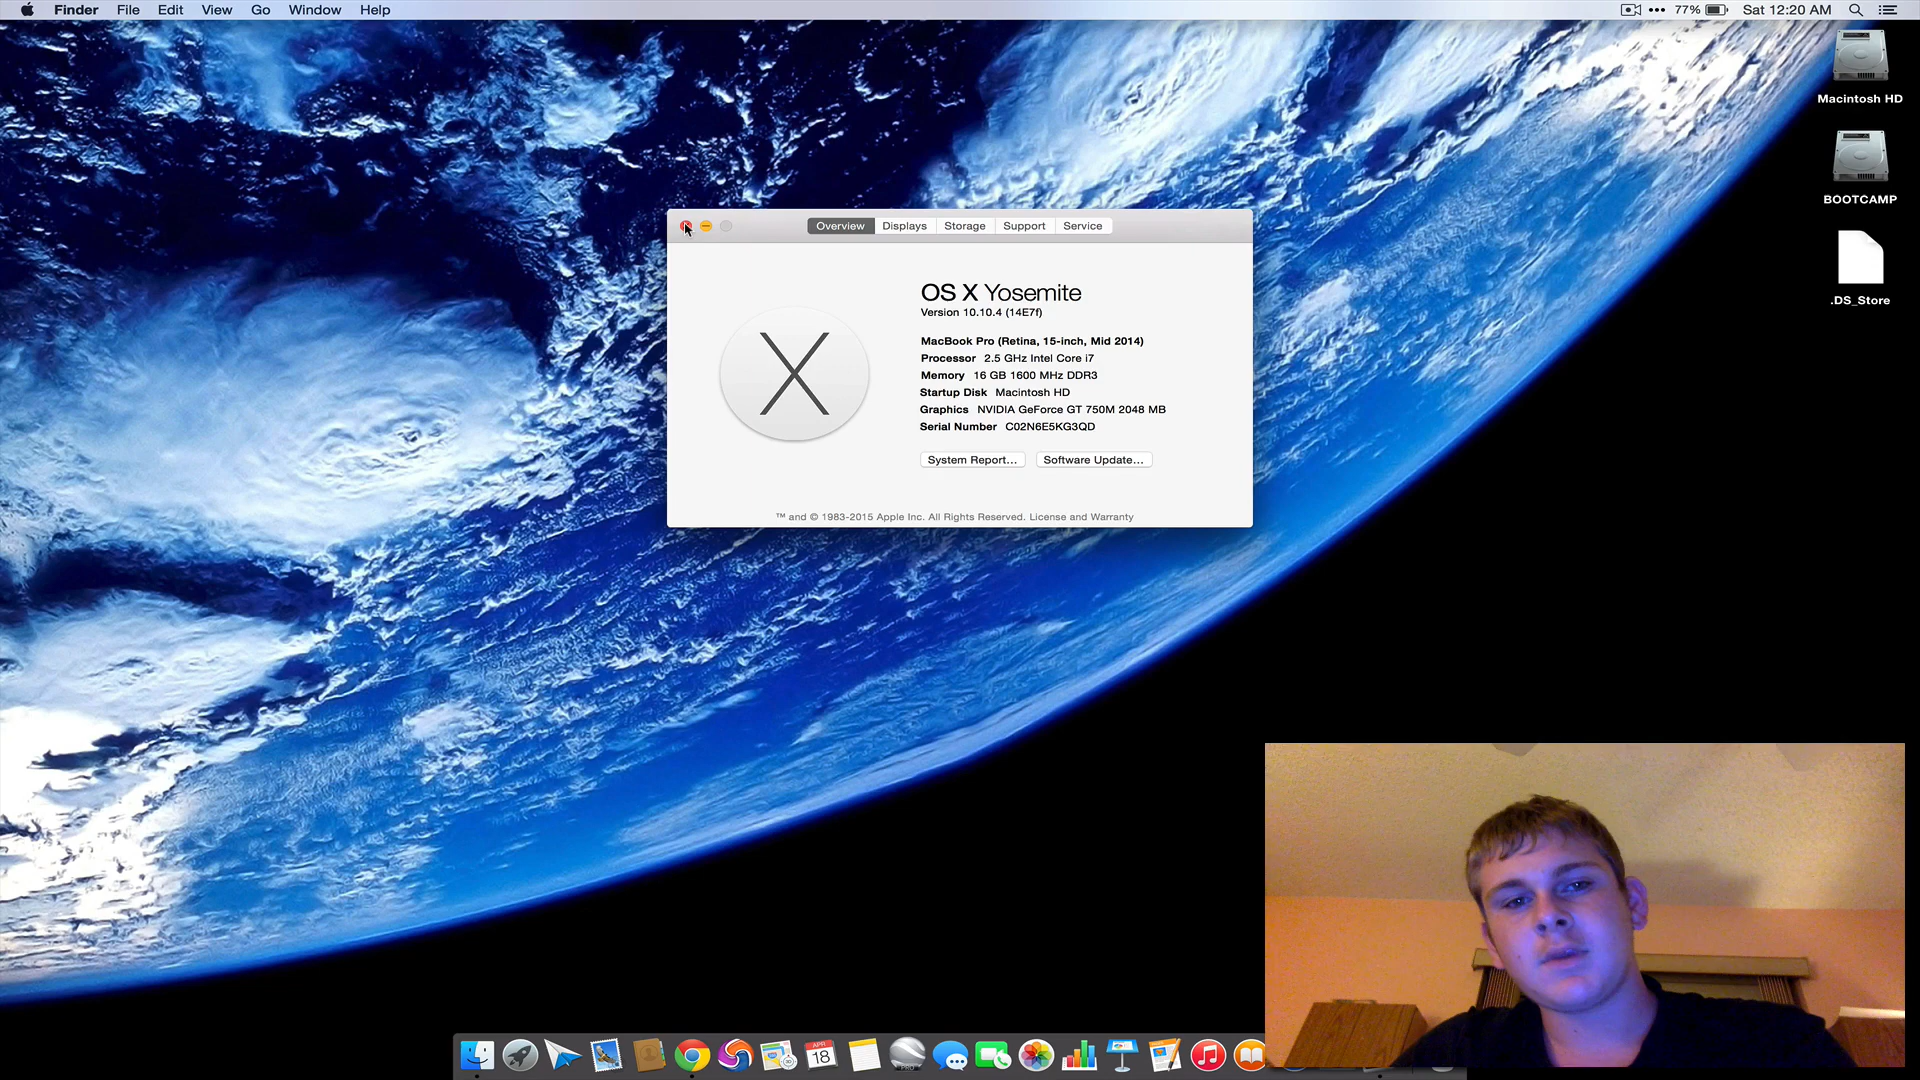 Finder File Edit View Go Window Help 77% Sat 12:20 AM
Macintosh HD
BOOTCAMP
.DS_Store
Overview Displays Storage Support Service
OS X Yosemite
Version 10.10.4 (14E7f)
MacBook Pro (Retina, 15-inch, Mid 2014)
Processor 2.5 GHz Intel Core i7
Memory 16 GB 1600 MHz DDR3
Startup Disk Macintosh HD
Graphics NVIDIA GeForce GT 750M 2048 MB
Serial Number C02N6E5KG3QD
System Report... Software Update...
™ and © 1983-2015 Apple Inc. All Rights Reserved. License and Warranty
APR
18
PRO